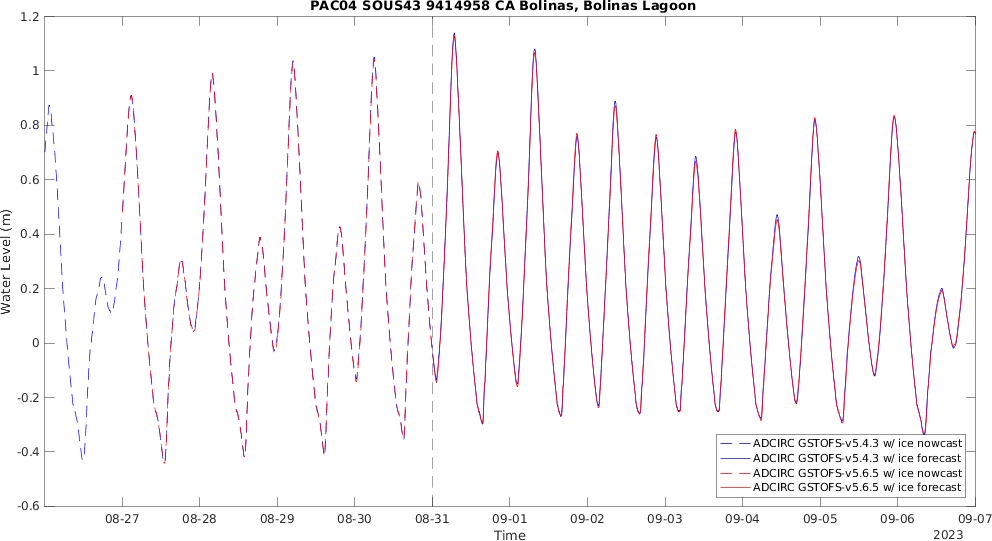 PAC04 SOUS43 9414958 CA Bolinas, Bolinas Lagoon
Water Level (m)
1.2
1
0.8
0.6
0.4
0.2
0
-0.2
-0.4
-0.6
ADCIRC GSTOFS-v5.4.3 w/ ice nowcast
ADCIRC GSTOFS-v5.4.3 w/ ice forecast
ADCIRC GSTOFS-v5.6.5 w/ ice nowcast
ADCIRC GSTOFS-v5.6.5 w/ ice forecast
08-27 08-28 08-29 08-30 08-31 09-01 09-02 09-03 09-04 09-05 09-06 09-07
Time
2023